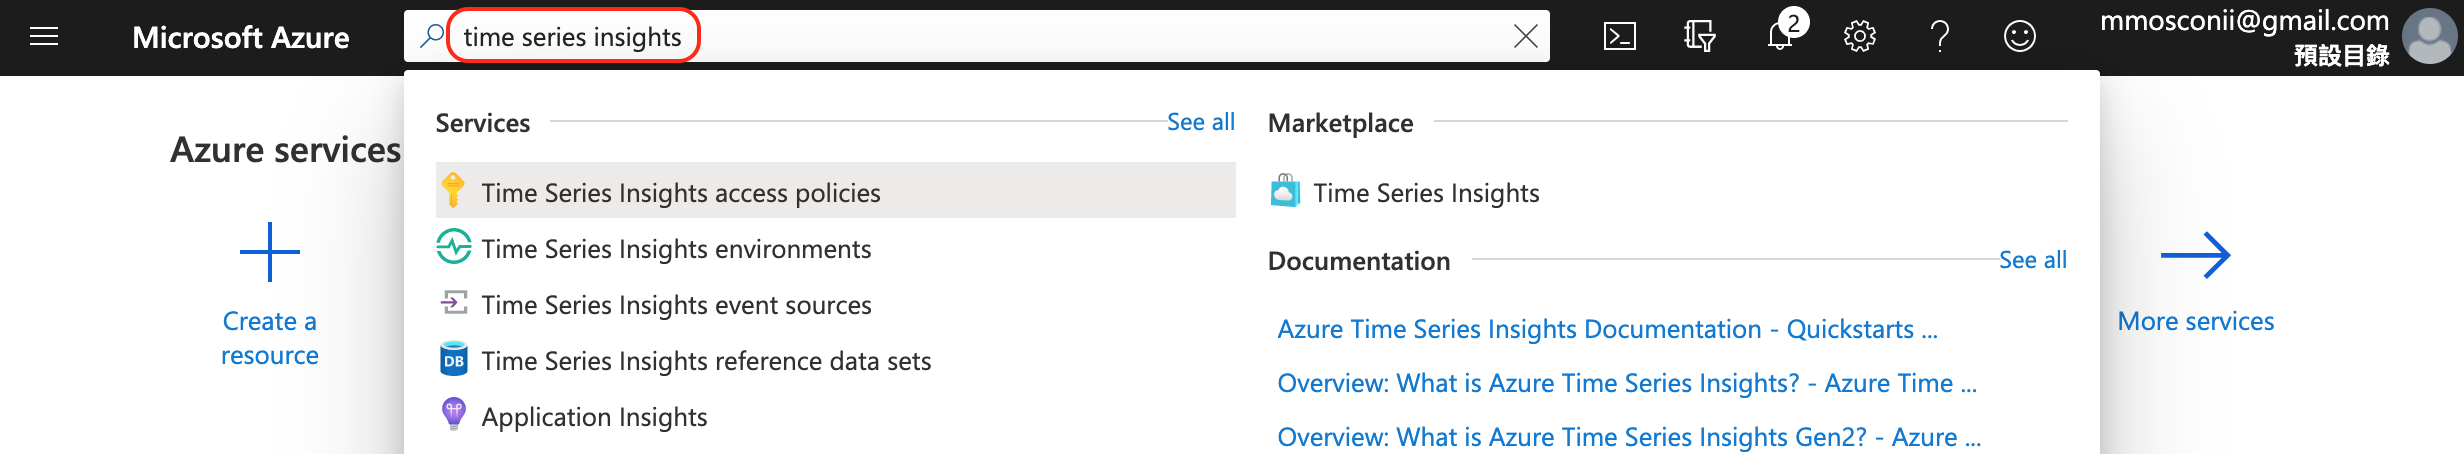 Microsoft Azure
time series insights
2
mmosconii@gmail.com
預設目錄
Azure services
Create a
resource
Services
See all
Time Series Insights access policies
Time Series Insights environments
Time Series Insights event sources
DB
Time Series Insights reference data sets
Application Insights
Marketplace
Time Series Insights
Documentation
See all
Azure Time Series Insights Documentation - Quickstarts ...
Overview: What is Azure Time Series Insights? - Azure Time ...
Overview: What is Azure Time Series Insights Gen2? - Azure ...
More services